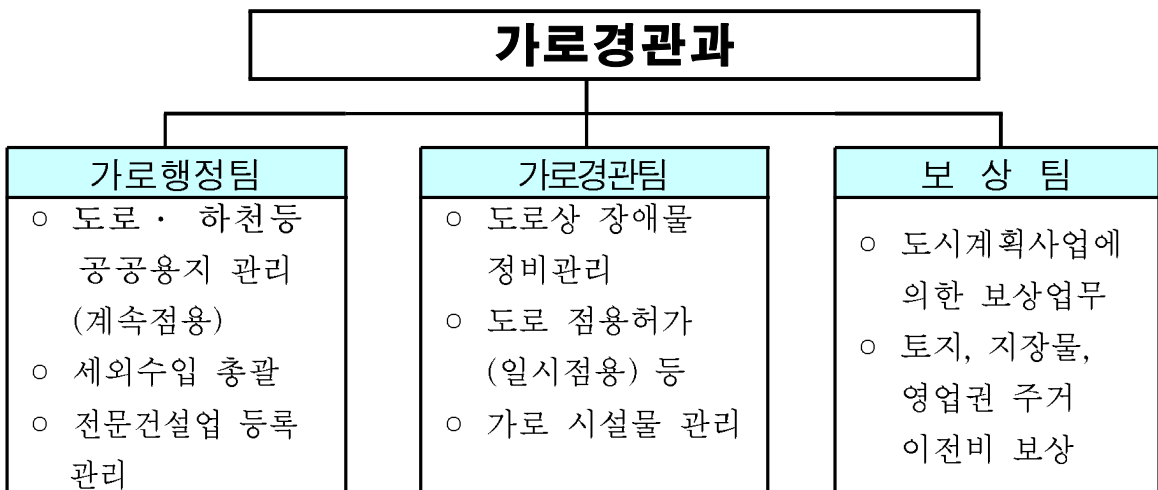 가로경관과
가로행정팀
○ 도로 · 하천등
공공용지 관리
(계속점용)
○ 세외수입 총괄
○ 전문건설업 등록
관리
가로경관팀
○ 도로상 장애물
정비관리
○ 도로 점용허가
(일시점용) 등
○ 가로 시설물 관리
보 상 팀
○ 도시계획사업에
의한 보상업무
○ 토지, 지장물,
영업권 주거
이전비 보상